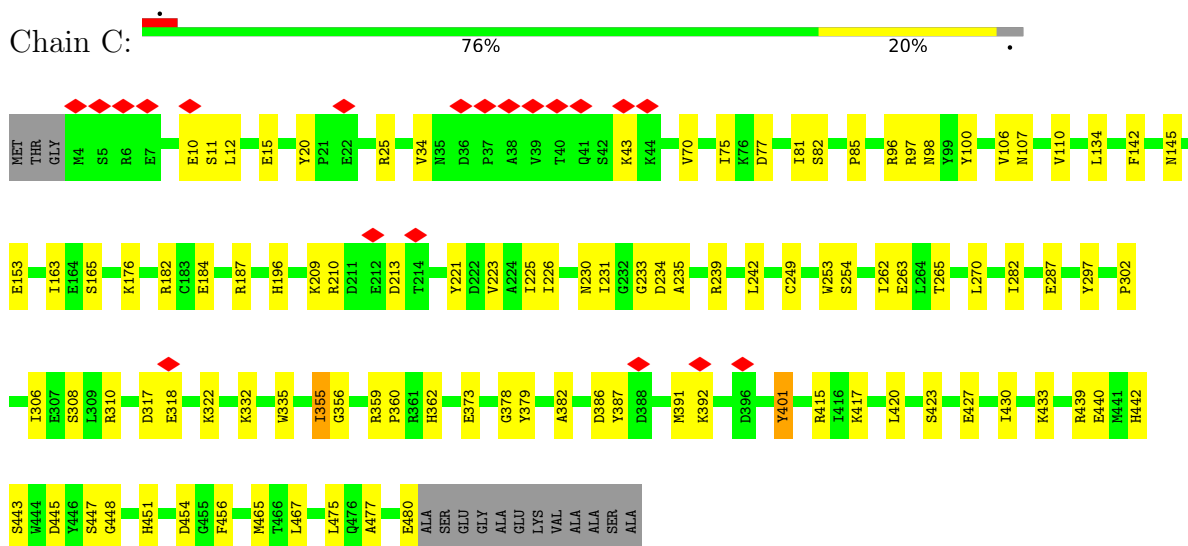 Chain C:
76%
20%
MET THR GLY M4 S5 R6 E7 E10 S11 L12 E15 Y20 P21 E22 R25 V34 N35 D36 P37 A38 V39 T40 Q41 S42 K43 K44 V70 I75 K76 D77 I81 S82 P85 R96 R97 N98 Y99 Y100 V106 N107 V110 L134 F142 N145
E153 I163 E164 S165 K176 R182 C183 E184 R187 H196 K209 R210 D211 E212 D213 T214 Y221 D222 V223 A224 I225 I226 N230 I231 G232 G233 D234 A235 R239 L242 C249 W253 S254 I262 E263 L264 T265 L270 I282 E287 Y297 P302
I306 E307 S308 L309 R310 D317 E318 K322 K332 W335 I355 G356 R359 P360 R361 H362 E373 G378 Y379 A382 D386 Y387 D388 M391 K392 D396 Y401 R415 I416 K417 L420 S423 E427 I430 K433 R439 E440 M441 H442
S443 W444 D445 Y446 S447 G448 H451 D454 G455 F456 M465 T466 L467 L475 Q476 A477 E480 ALA SER GLU GLY ALA GLU LYS VAL ALA ALA SER ALA